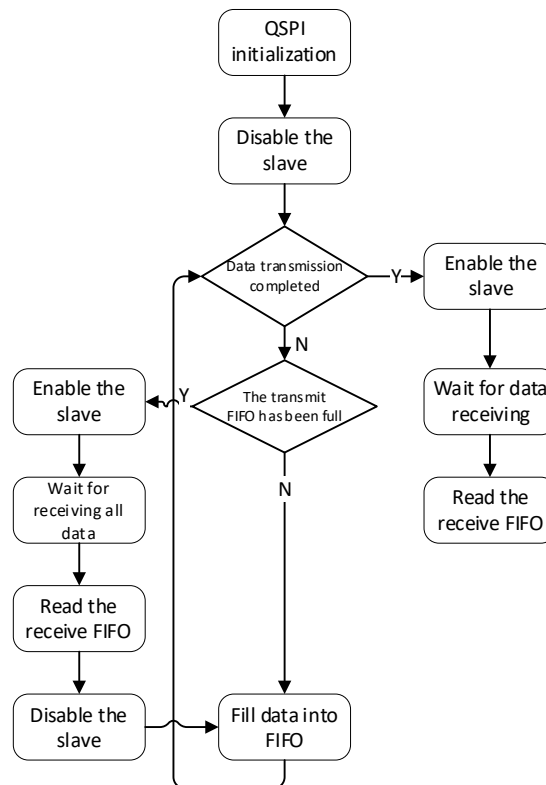 QSPI
initialization
Disable the
slave
Data transmission
completed
Y
Enable the
slave
N
Wait for data
receiving
Read the
receive FIFO
The transmit
FIFO has been full
Y
Enable the
slave
Wait for
receiving all
data
Read the
receive FIFO
Disable the
slave
N
Fill data into
FIFO